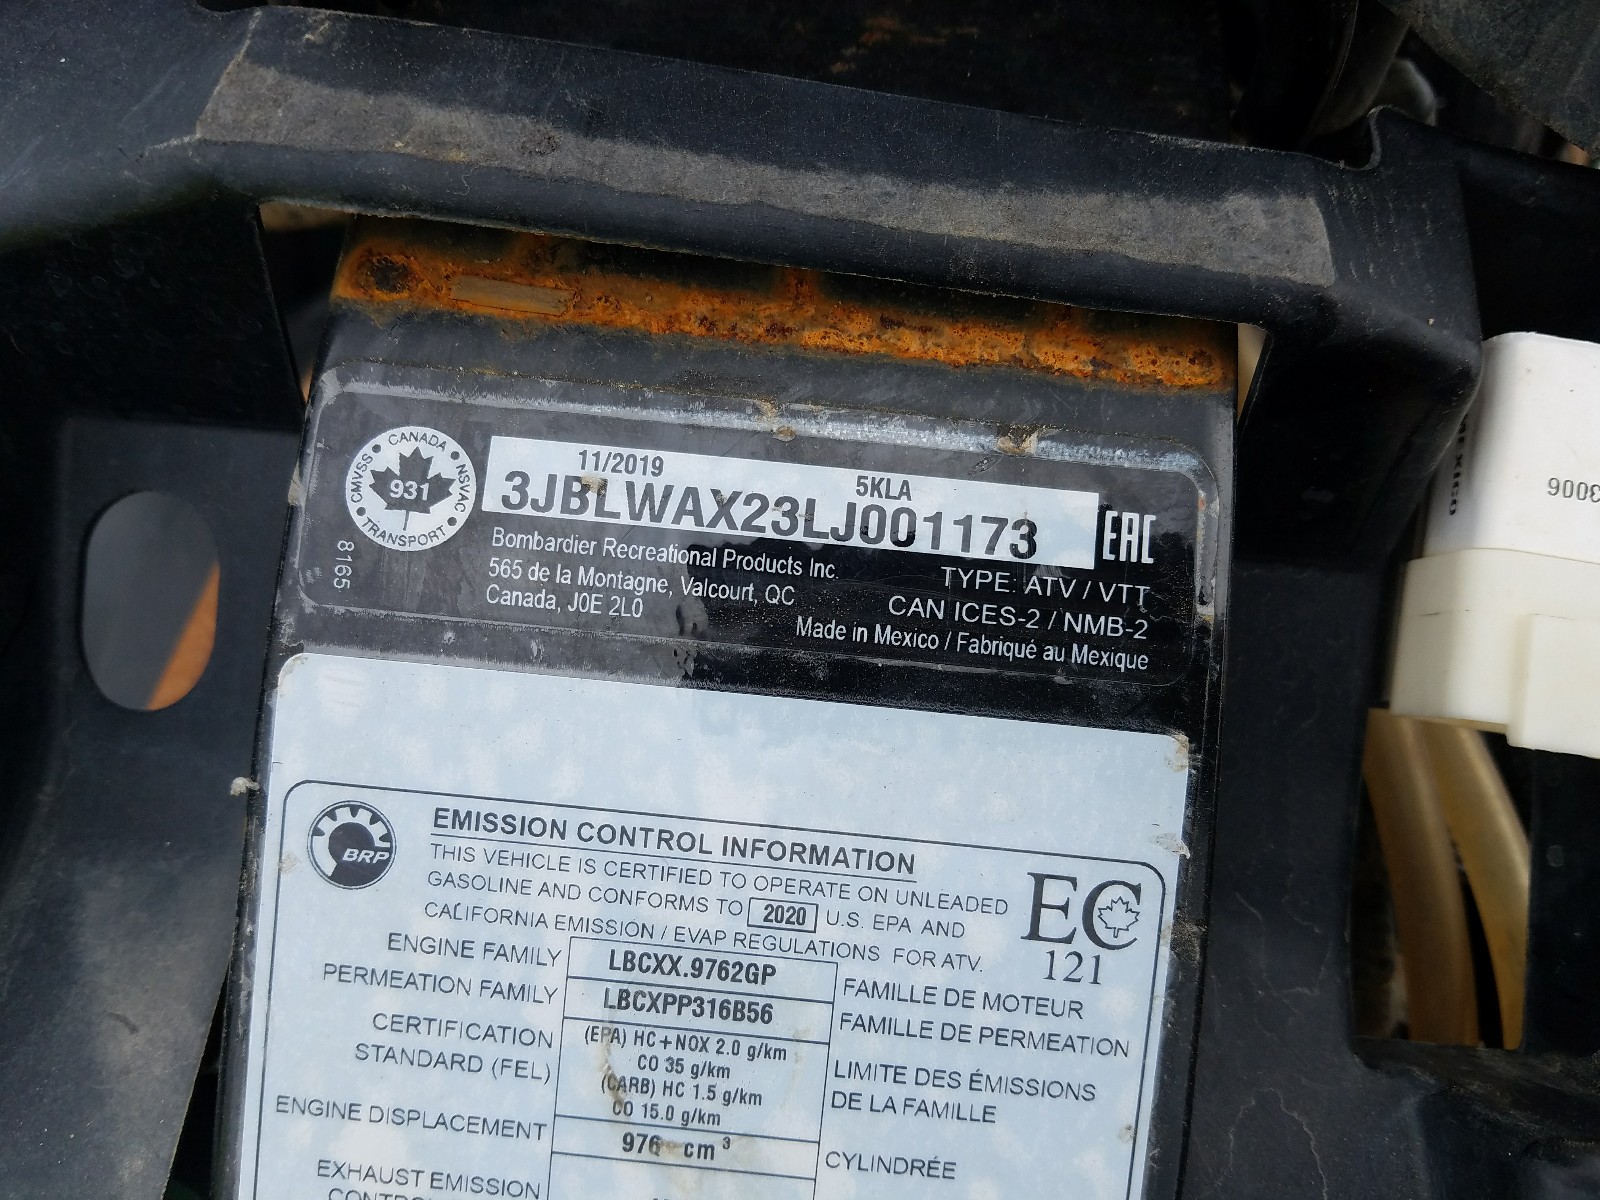 CANADA
CMVSS
NSVAC
931
TRANSPORT
8165
11/2019
5KLA
3JBLWAX23LJ001173
EAC
Bombardier Recreational Products Inc.
565 de la Montagne, Valcourt, QC
Canada, J0E 2L0
TYPE: ATV / VTT
CAN ICES-2 / NMB-2
Made in Mexico / Fabriqué au Mexique
MEXICO
3006
BRP
EMISSION CONTROL INFORMATION
THIS VEHICLE IS CERTIFIED TO OPERATE ON UNLEADED
GASOLINE AND CONFORMS TO 2020 U.S. EPA AND
CALIFORNIA EMISSION / EVAP REGULATIONS FOR ATV.
EC
121
ENGINE FAMILY LBCXX.9762GP FAMILLE DE MOTEUR
PERMEATION FAMILY LBCXPP316B56 FAMILLE DE PERMEATION
CERTIFICATION
STANDARD (FEL)
(EPA) HC+NOX 2.0 g/km
CO 35 g/km
(CARB) HC 1.5 g/km
CO 15.0 g/km
LIMITE DES ÉMISSIONS
DE LA FAMILLE
ENGINE DISPLACEMENT 976 cm³ CYLINDRÉE
EXHAUST EMISSION